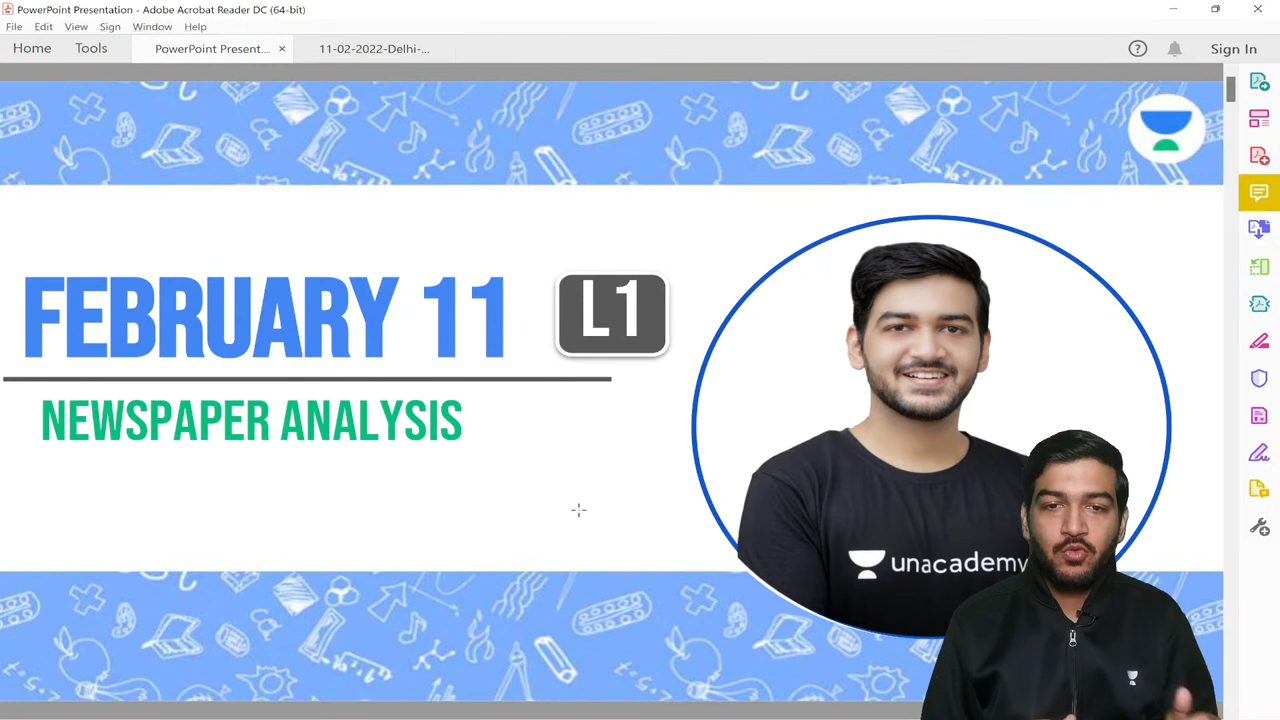 PowerPoint Presentation - Adobe Acrobat Reader DC (64-bit)
File Edit View Sign Window Help
Home Tools PowerPoint Present... 11-02-2022-Delhi-... Sign In
FEBRUARY 11 L1
NEWSPAPER ANALYSIS
unacademy